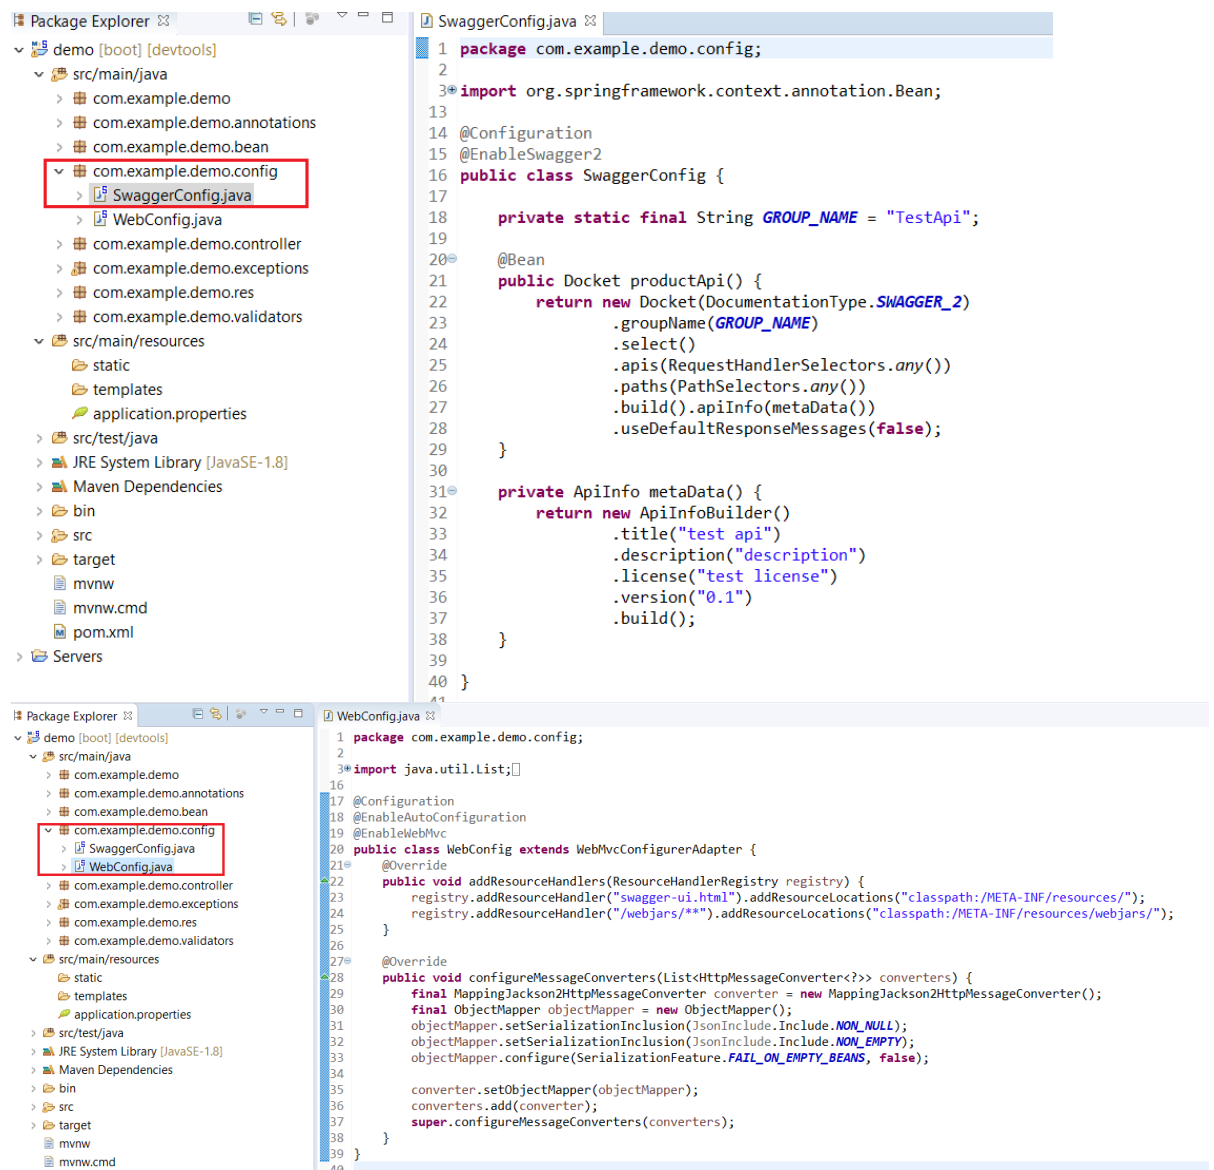 Package Explorer
demo [boot] [devtools]
src/main/java
com.example.demo
com.example.demo.annotations
com.example.demo.bean
com.example.demo.config
SwaggerConfig.java
WebConfig.java
com.example.demo.controller
com.example.demo.exceptions
com.example.demo.res
com.example.demo.validators
src/main/resources
static
templates
application.properties
src/test/java
JRE System Library [JavaSE-1.8]
Maven Dependencies
bin
src
target
mvnw
mvnw.cmd
pom.xml
Servers
SwaggerConfig.java
1 package com.example.demo.config;
2
3 import org.springframework.context.annotation.Bean;
13
14 @Configuration
15 @EnableSwagger2
16 public class SwaggerConfig {
17
18 private static final String GROUP_NAME = "TestApi";
19
20 @Bean
21 public Docket productApi() {
22 return new Docket(DocumentationType.SWAGGER_2)
23 .groupName(GROUP_NAME)
24 .select()
25 .apis(RequestHandlerSelectors.any())
26 .paths(PathSelectors.any())
27 .build().apiInfo(metaData())
28 .useDefaultResponseMessages(false);
29 }
30
31 private ApiInfo metaData() {
32 return new ApiInfoBuilder()
33 .title("test api")
34 .description("description")
35 .license("test license")
36 .version("0.1")
37 .build();
38 }
39
40 }
41
Package Explorer
demo [boot] [devtools]
src/main/java
com.example.demo
com.example.demo.annotations
com.example.demo.bean
com.example.demo.config
SwaggerConfig.java
WebConfig.java
com.example.demo.controller
com.example.demo.exceptions
com.example.demo.res
com.example.demo.validators
src/main/resources
static
templates
application.properties
src/test/java
JRE System Library [JavaSE-1.8]
Maven Dependencies
bin
src
target
mvnw
mvnw.cmd
WebConfig.java
1 package com.example.demo.config;
2
3 import java.util.List;
16
17 @Configuration
18 @EnableAutoConfiguration
19 @EnableWebMvc
20 public class WebConfig extends WebMvcConfigurerAdapter {
21 @Override
22 public void addResourceHandlers(ResourceHandlerRegistry registry) {
23 registry.addResourceHandler("swagger-ui.html").addResourceLocations("classpath:/META-INF/resources/");
24 registry.addResourceHandler("/webjars/**").addResourceLocations("classpath:/META-INF/resources/webjars/");
25 }
26
27 @Override
28 public void configureMessageConverters(List<HttpMessageConverter<?>> converters) {
29 final MappingJackson2HttpMessageConverter converter = new MappingJackson2HttpMessageConverter();
30 final ObjectMapper objectMapper = new ObjectMapper();
31 objectMapper.setSerializationInclusion(JsonInclude.Include.NON_NULL);
32 objectMapper.setSerializationInclusion(JsonInclude.Include.NON_EMPTY);
33 objectMapper.configure(SerializationFeature.FAIL_ON_EMPTY_BEANS, false);
34
35 converter.setObjectMapper(objectMapper);
36 converters.add(converter);
37 super.configureMessageConverters(converters);
38 }
39 }
40